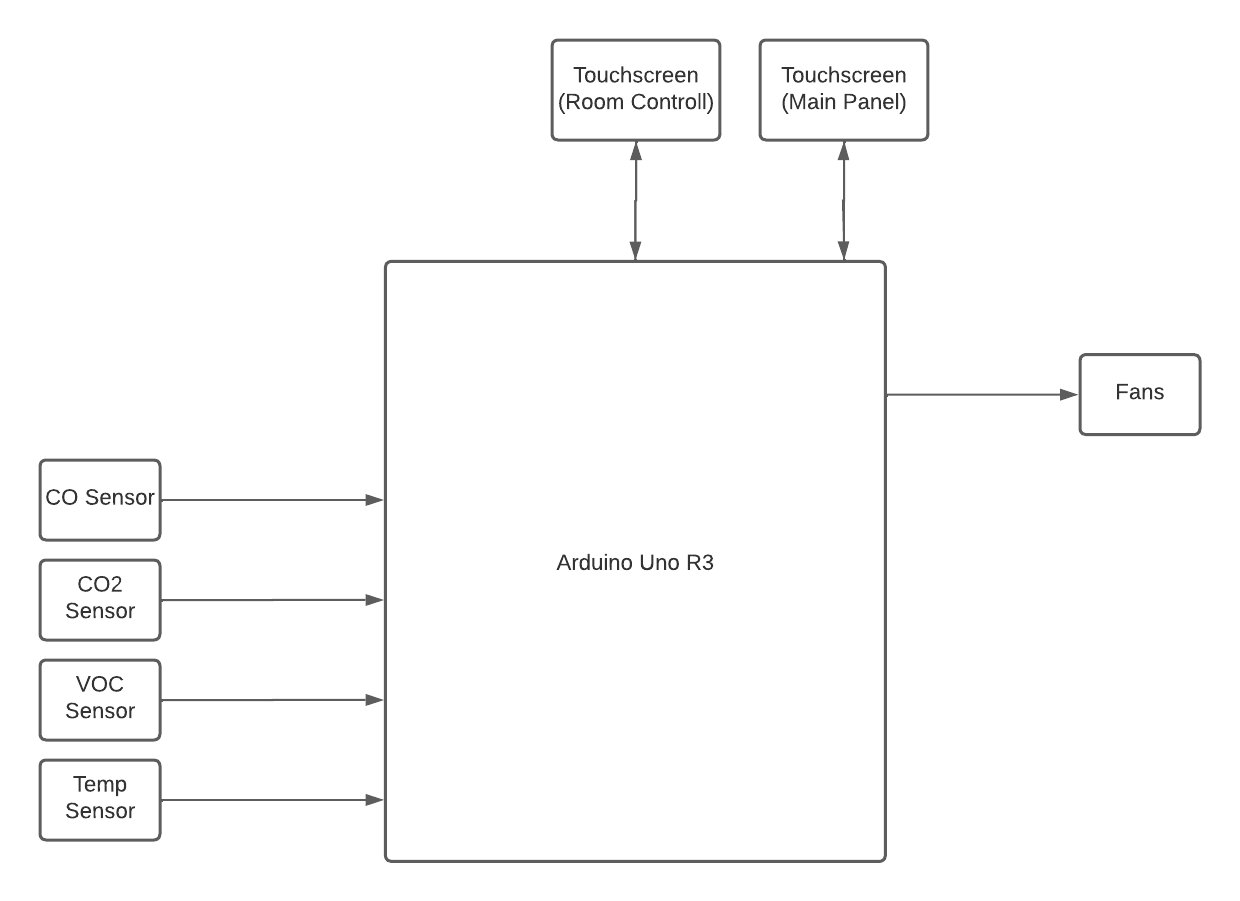 Touchscreen
(Room Controll)
Touchscreen
(Main Panel)
Fans
CO Sensor
CO2
Sensor
Arduino Uno R3
VOC
Sensor
Temp
Sensor